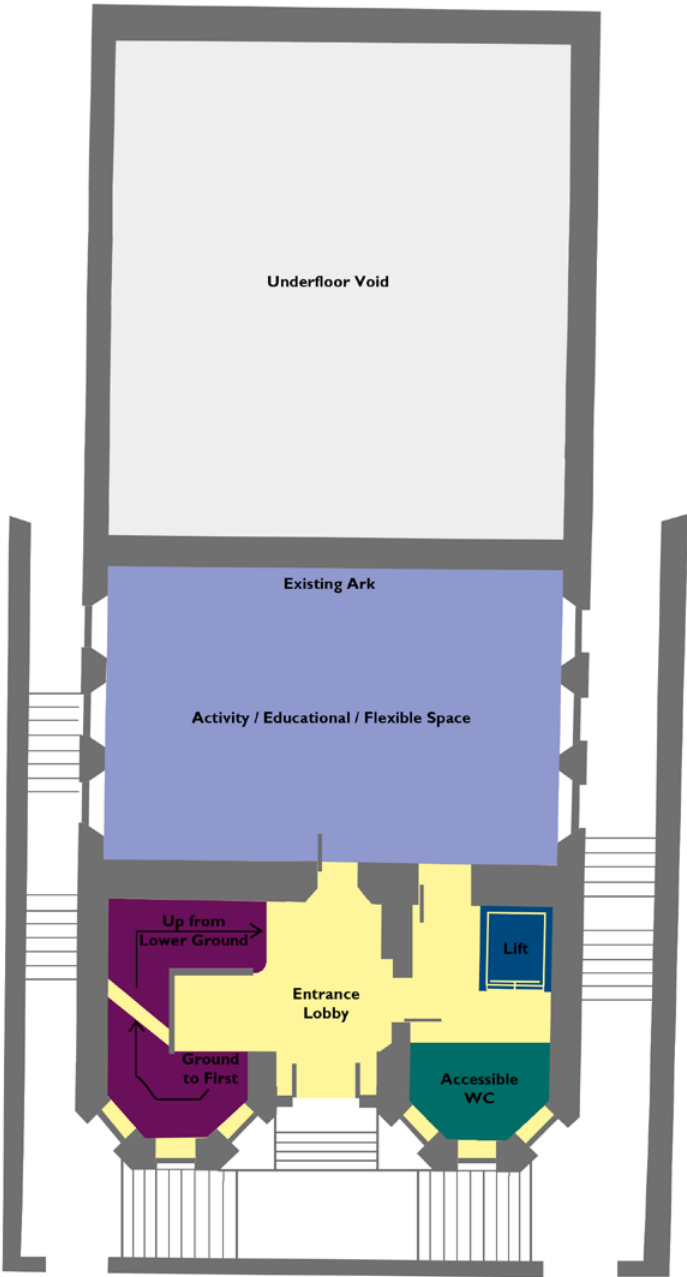 Underfloor Void
Existing Ark
Activity / Educational / Flexible Space
Up from
Lower Ground
Lift
Entrance
Lobby
Ground
to First
Accessible
WC